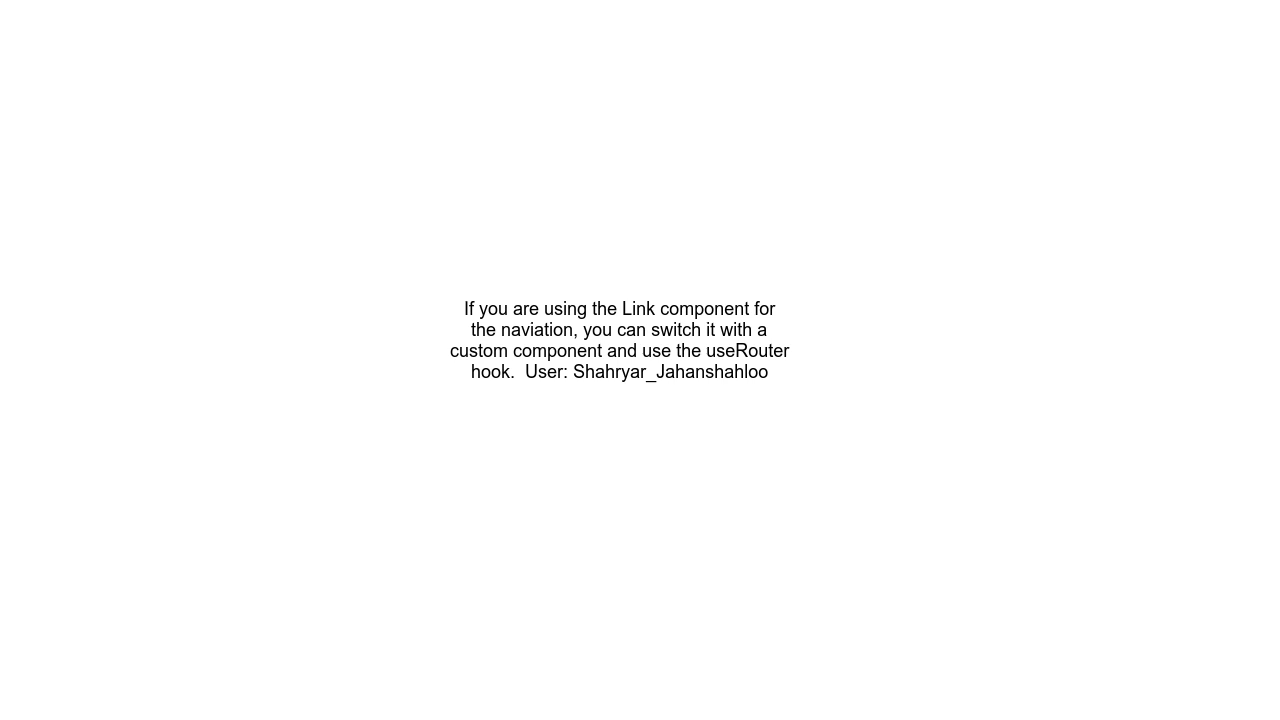 If you are using the Link component for
the naviation, you can switch it with a
custom component and use the useRouter
hook.  User: Shahryar_Jahanshahloo